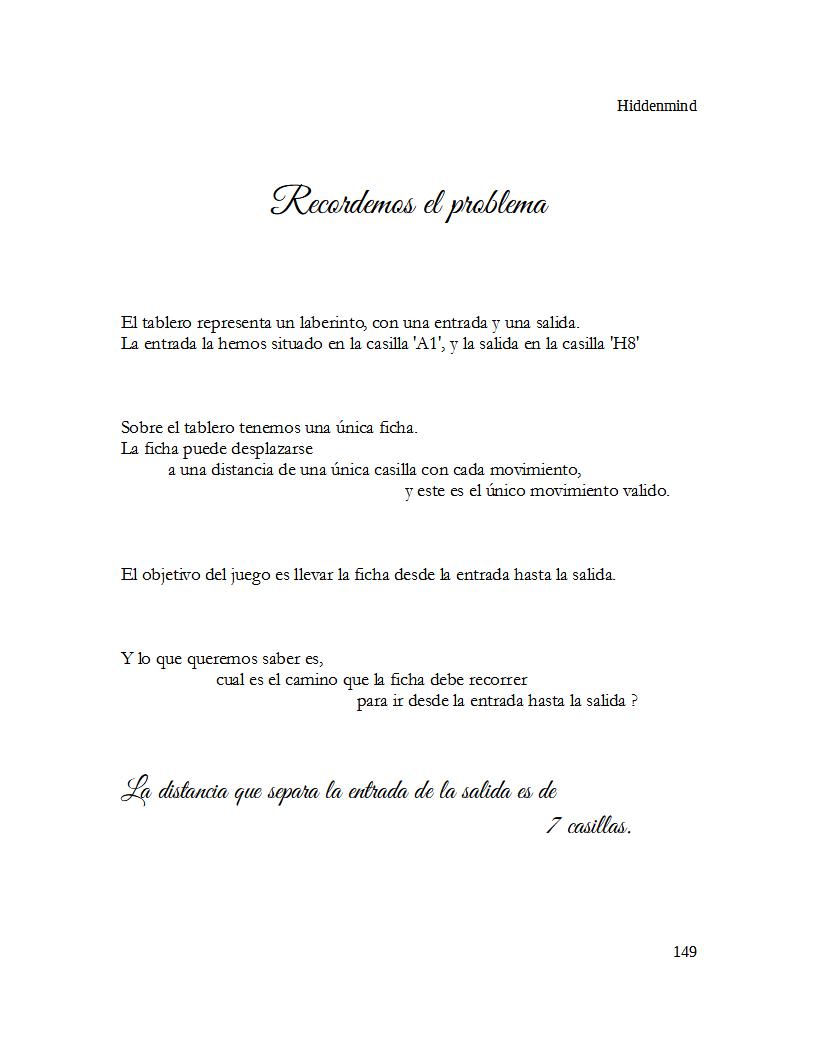 Hiddenmind
Recordemos el problema
El tablero representa un laberinto, con una entrada y una salida.
La entrada la hemos situado en la casilla 'A1', y la salida en la casilla 'H8'
Sobre el tablero tenemos una única ficha.
La ficha puede desplazarse
a una distancia de una única casilla con cada movimiento,
y este es el único movimiento valido.
El objetivo del juego es llevar la ficha desde la entrada hasta la salida.
Y lo que queremos saber es,
cual es el camino que la ficha debe recorrer
para ir desde la entrada hasta la salida ?
La distancia que separa la entrada de la salida es de
7 casillas.
149